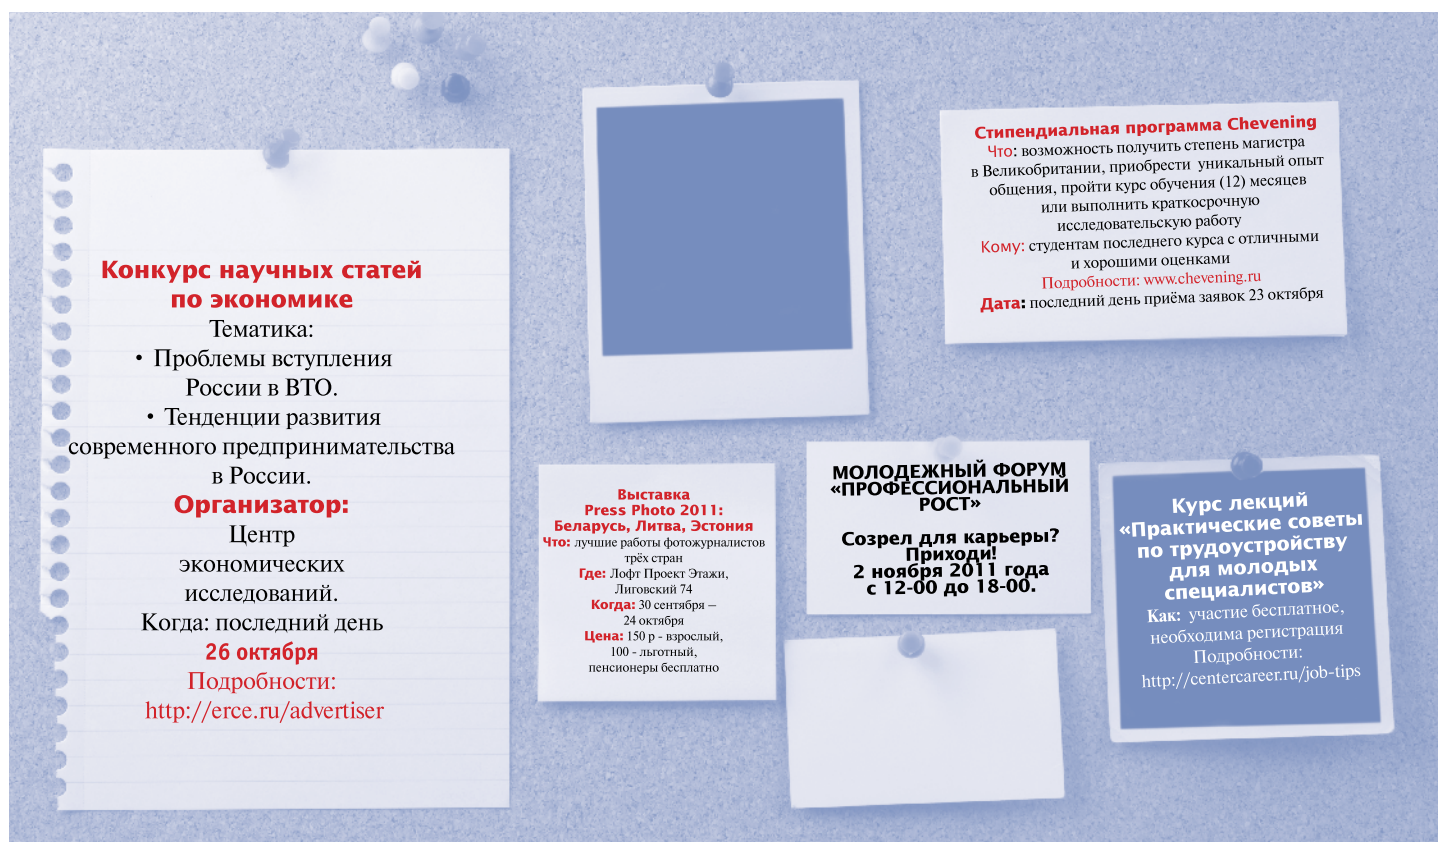 Конкурс научных статей
по экономике
Тематика:
• Проблемы вступления
России в ВТО.
• Тенденции развития
современного предпринимательства
в России.
Организатор:
Центр
экономических
исследований.
Когда: последний день
26 октября
Подробности:
http://erce.ru/advertiser
Стипендиальная программа Chevening
Что: возможность получить степень магистра
в Великобритании, приобрести уникальный опыт
общения, пройти курс обучения (12) месяцев
или выполнить краткосрочную
исследовательскую работу
Кому: студентам последнего курса с отличными
и хорошими оценками
Подробности: www.chevening.ru
Дата: последний день приёма заявок 23 октября
Выставка
Press Photo 2011:
Беларусь, Литва, Эстония
Что: лучшие работы фотожурналистов
трёх стран
Где: Лофт Проект Этажи,
Лиговский 74
Когда: 30 сентября –
24 октября
Цена: 150 р - взрослый,
100 - льготный,
пенсионеры бесплатно
МОЛОДЕЖНЫЙ ФОРУМ
«ПРОФЕССИОНАЛЬНЫЙ
РОСТ»
Созрел для карьеры?
Приходи!
2 ноября 2011 года
с 12-00 до 18-00.
Курс лекций
«Практические советы
по трудоустройству
для молодых
специалистов»
Как: участие бесплатное,
необходима регистрация
Подробности:
http://centercareer.ru/job-tips